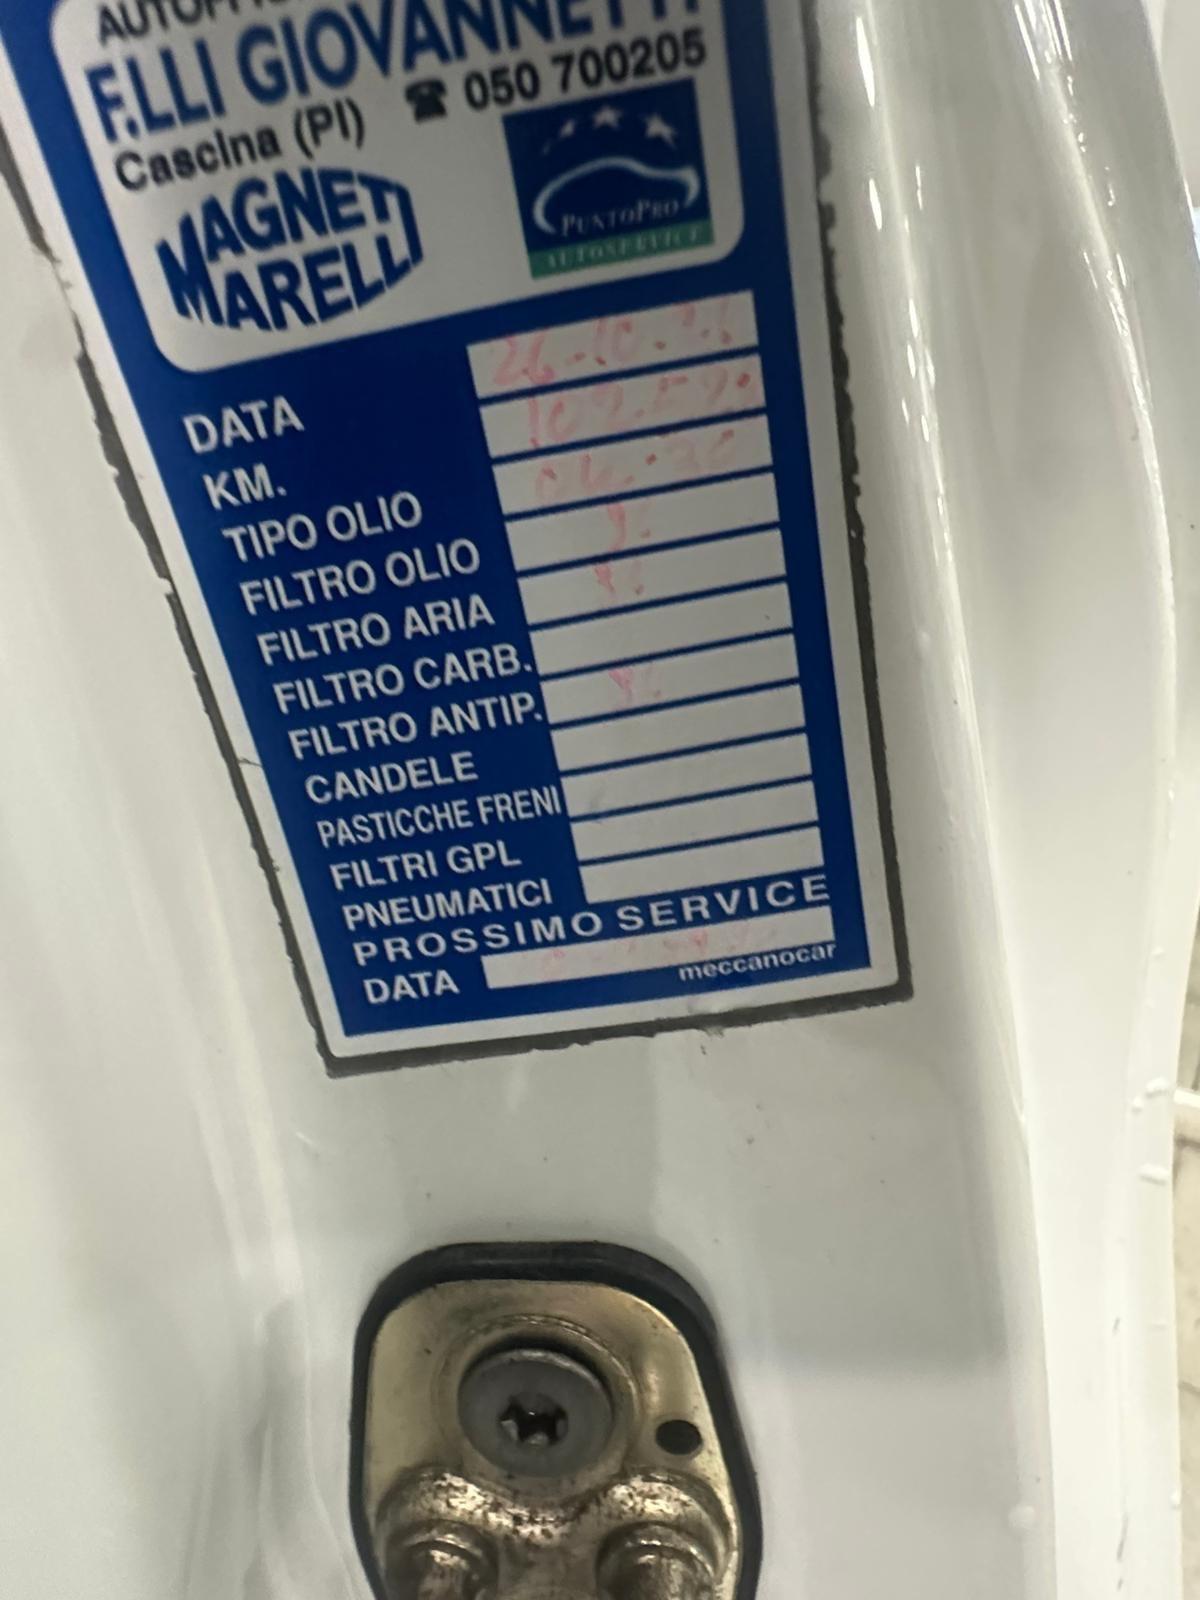 F.LLI GIOVANNETTI
Cascina (PI) ☎ 050 700205
MAGNETI
MARELLI
PUNTOPRO
AUTOSERVICE
DATA
KM.
TIPO OLIO
FILTRO OLIO
FILTRO ARIA
FILTRO CARB.
FILTRO ANTIP.
CANDELE
PASTICCHE FRENI
FILTRI GPL
PNEUMATICI
PROSSIMO SERVICE
DATA
meccanocar